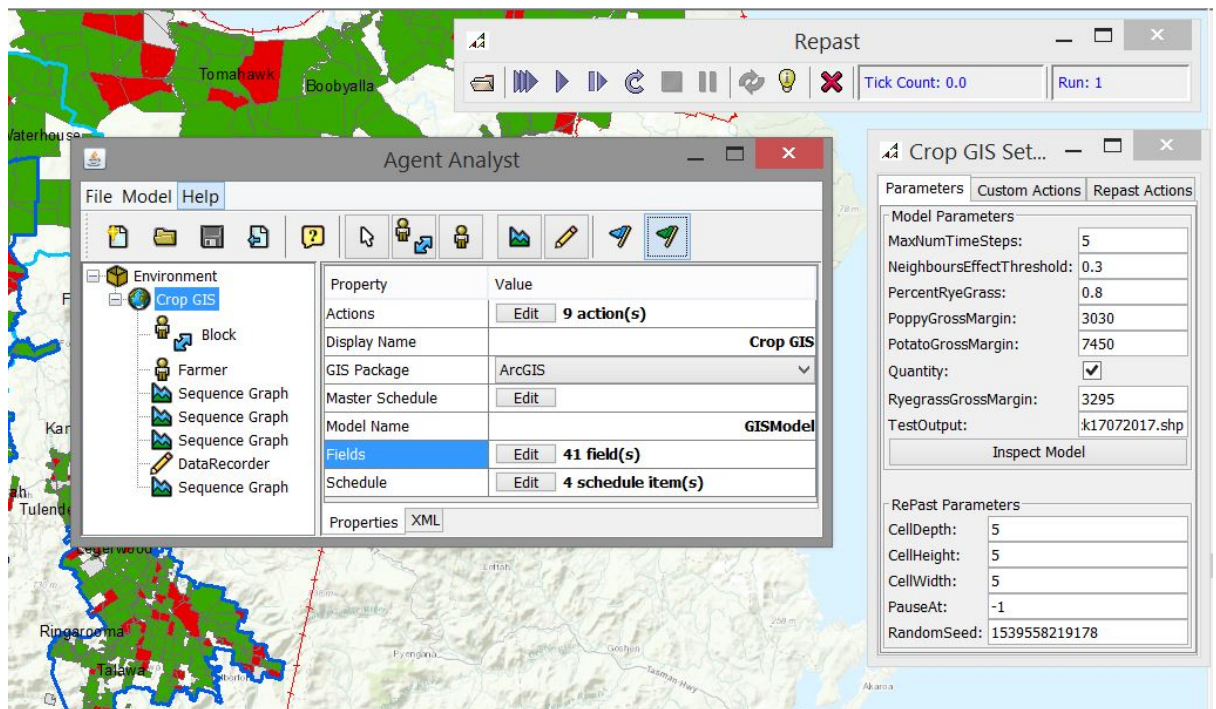 Tomahawk
Boobyalla
Waterhouse
Repast
Tick Count: 0.0
Run: 1
Agent Analyst
File Model Help
Environment
Crop GIS
Block
Farmer
Sequence Graph
Sequence Graph
Sequence Graph
DataRecorder
Sequence Graph
Property Value
Actions Edit 9 action(s)
Display Name Crop GIS
GIS Package ArcGIS
Master Schedule Edit
Model Name GISModel
Fields Edit 41 field(s)
Schedule Edit 4 schedule item(s)
Properties XML
Crop GIS Set...
Parameters Custom Actions Repast Actions
Model Parameters
MaxNumTimeSteps: 5
NeighboursEffectThreshold: 0.3
PercentRyeGrass: 0.8
PoppyGrossMargin: 3030
PotatoGrossMargin: 7450
Quantity:
RyegrassGrossMargin: 3295
TestOutput: k17072017.shp
Inspect Model
RePast Parameters
CellDepth: 5
CellHeight: 5
CellWidth: 5
PauseAt: -1
RandomSeed: 1539558219178
Kar
Tulende
Legerwood
Lottah
Ringarooma
Talawa
Pyengana
Goshen
Tasman Hwy
Akaroa
258 m